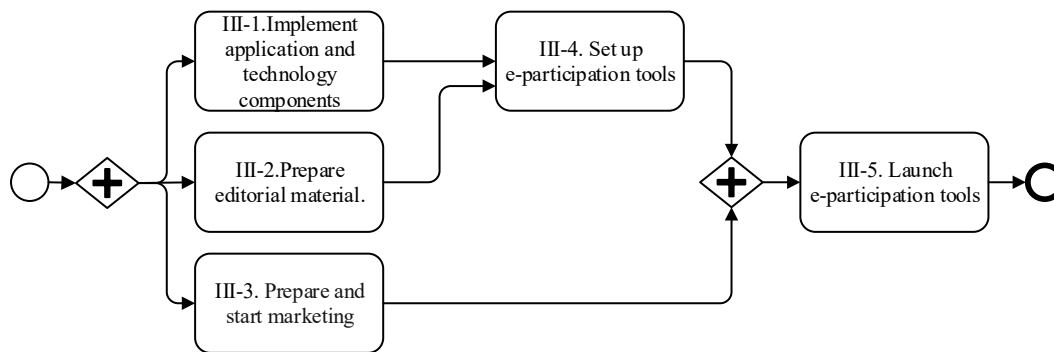 III-1.Implement
application and
technology
components
III-4. Set up
e-participation tools
III-2.Prepare
editorial material.
III-5. Launch
e-participation tools
III-3. Prepare and
start marketing